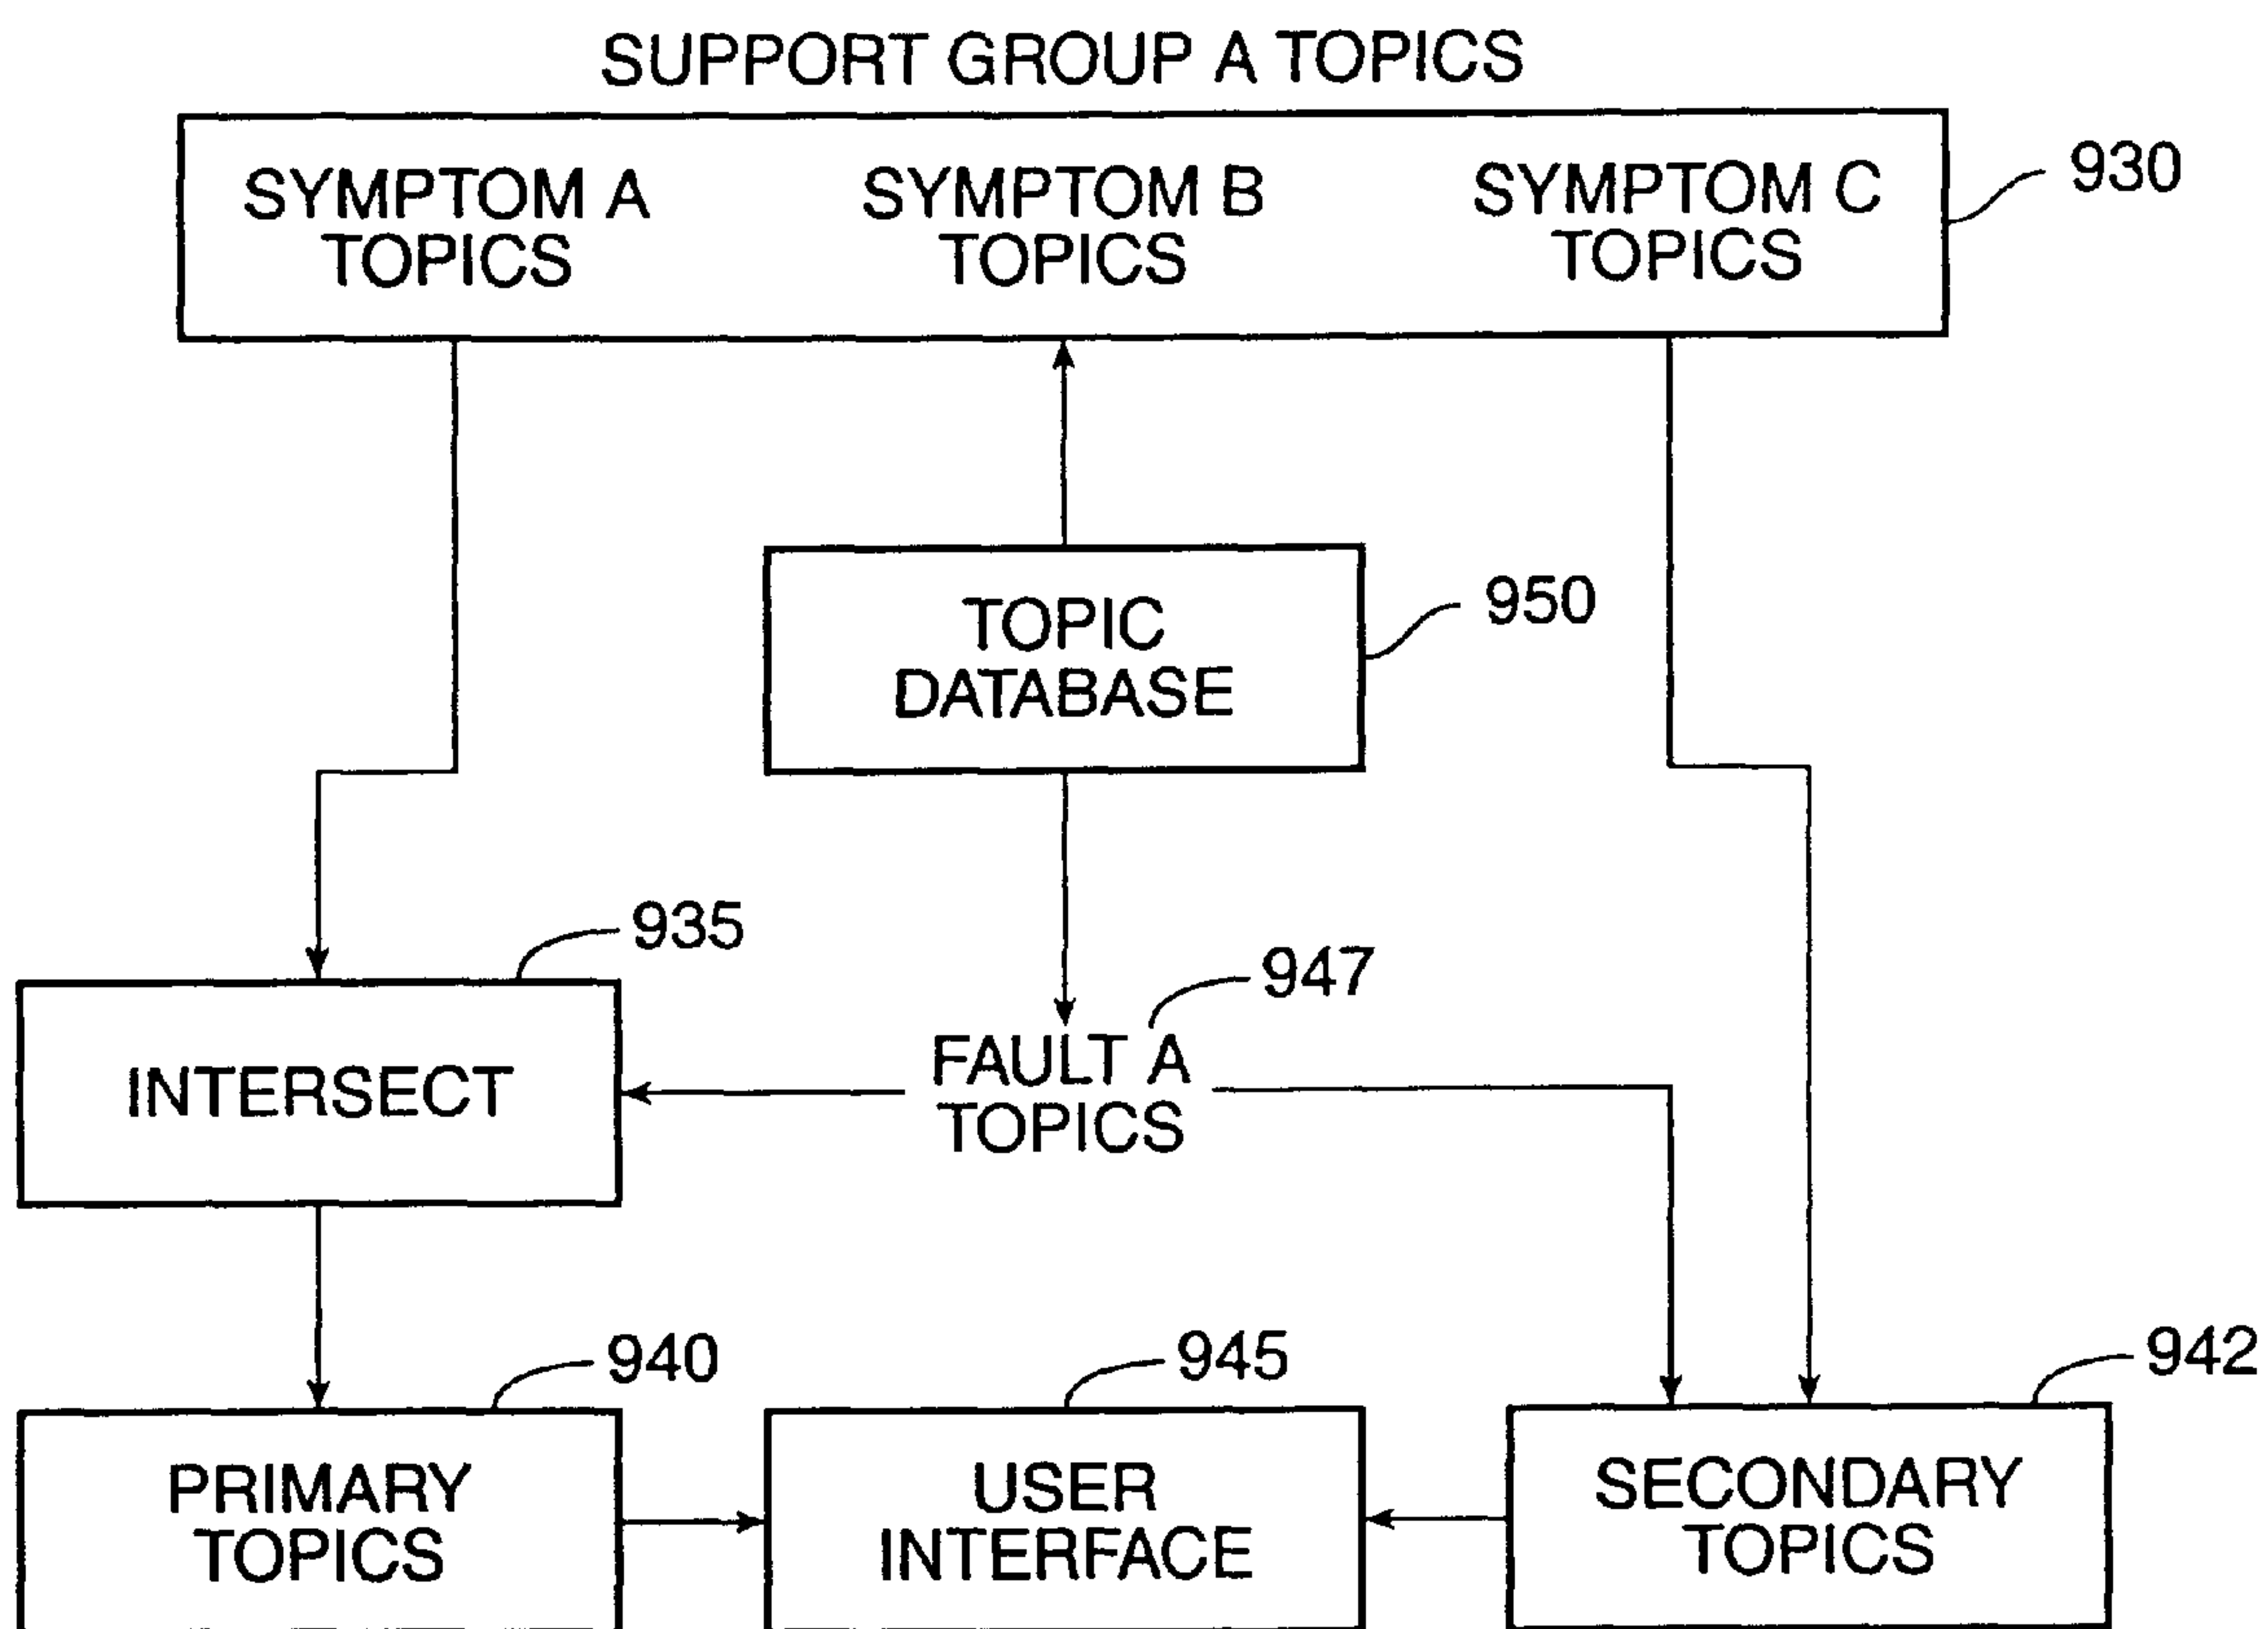 SUPPORT GROUP A TOPICS
SYMPTOM A
TOPICS
SYMPTOM B
TOPICS
SYMPTOM C
TOPICS
930
TOPIC
DATABASE
950
935
INTERSECT
947
FAULT A
TOPICS
940
PRIMARY
TOPICS
945
USER
INTERFACE
942
SECONDARY
TOPICS